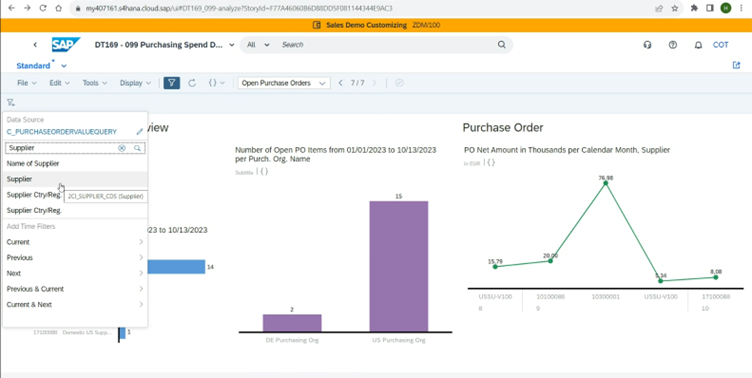 my407161.s4hana.cloud.sap/ui#DT169_099-analyze?StoryId=F77A46060B6D88DD5F081144344E9AC3
H
Sales Demo Customizing ZDM/100
SAP DT169 - 099 Purchasing Spend D... All Search COT
Standard*
File Edit Tools Display Open Purchase Orders 7 / 7
Data Source
C_PURCHASEORDERVALUEQUERY
Supplier
Name of Supplier
Supplier
Supplier Ctry/Reg.
2CI_SUPPLIER_CDS (Supplier)
Supplier Ctry/Reg.
Add Time Filters
Current
Previous
Next
Previous & Current
Current & Next
view
23 to 10/13/2023
14
17100088 Domestic US Supp... 1
Number of Open PO Items from 01/01/2023 to 10/13/2023
per Purch. Org. Name
Subtitle
15
2
DE Purchasing Org US Purchasing Org
Purchase Order
PO Net Amount in Thousands per Calendar Month, Supplier
in EUR
76.98
15.79 20.00 5.34 8.08
USSU-V100 10100088 10300001 USSU-V100 17100088
8 9 10